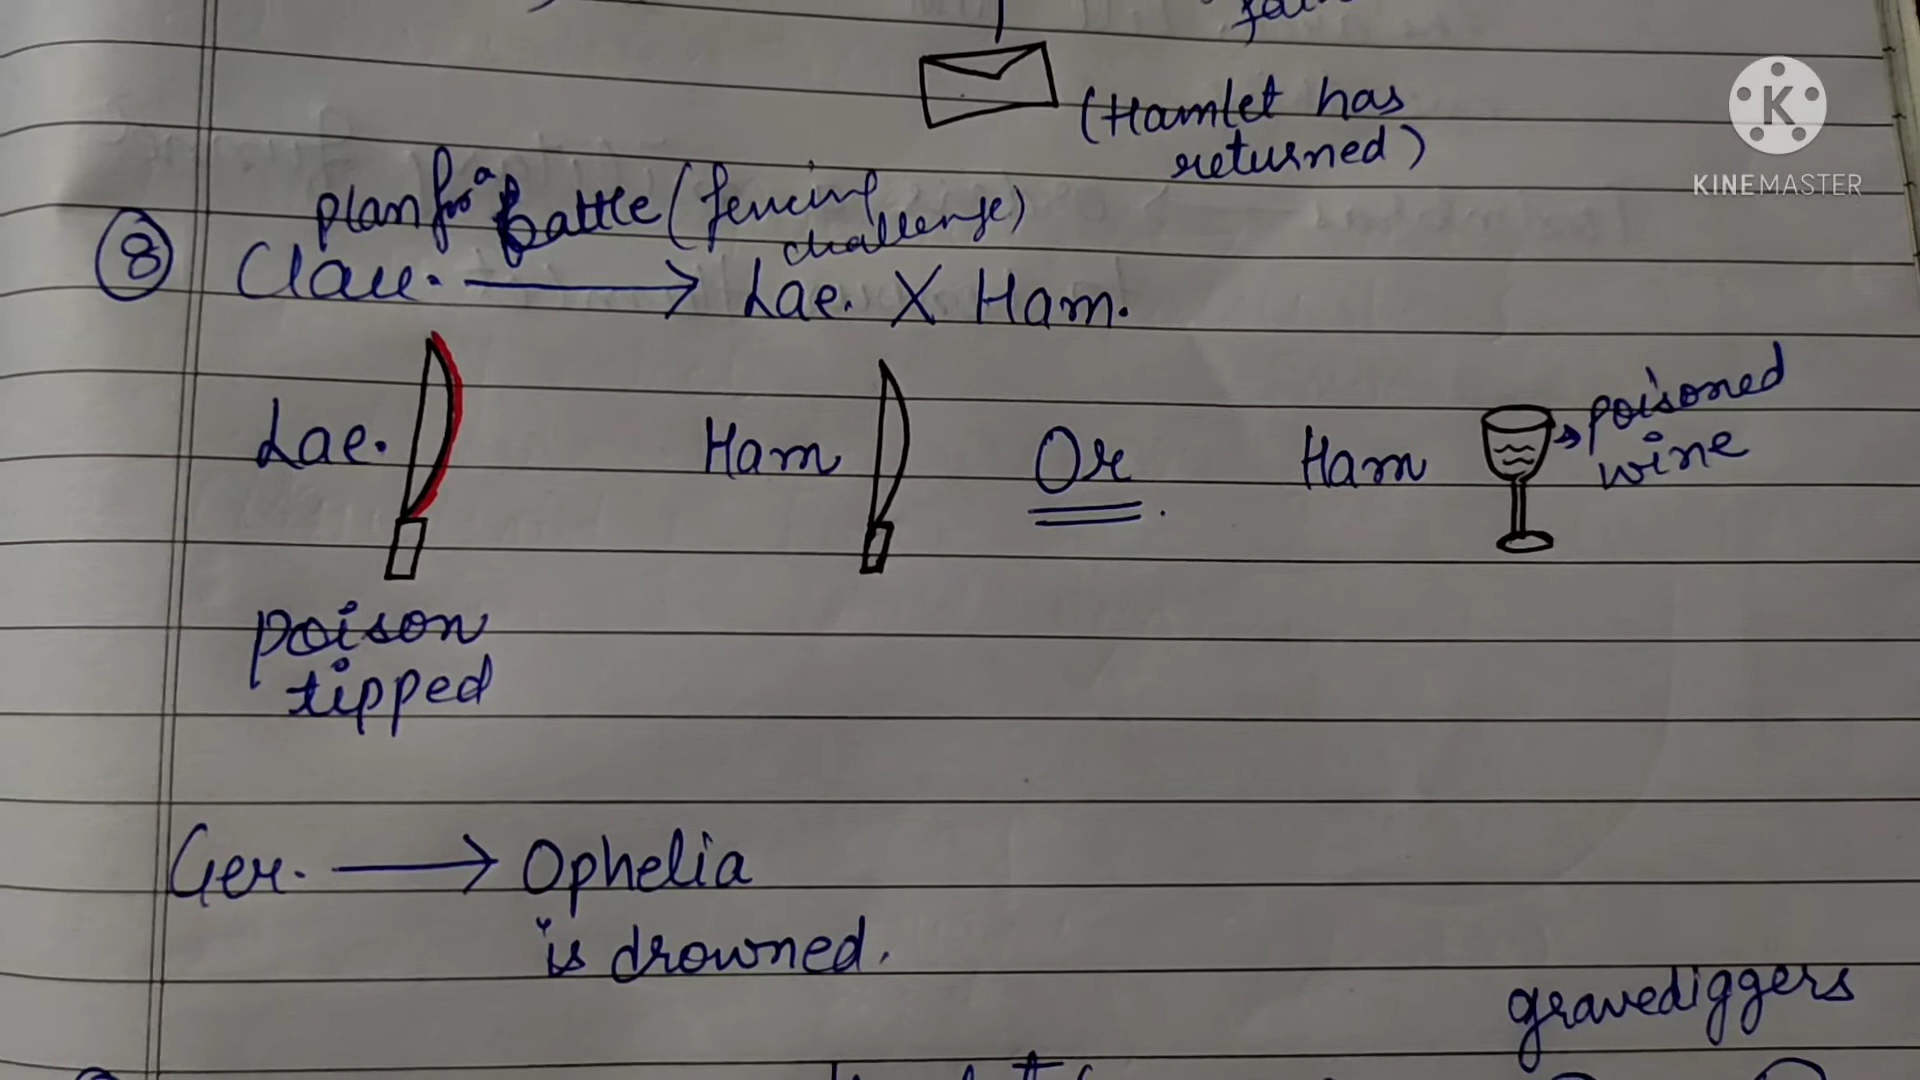 (Hamlet has
returned)
K
KINEMASTER
plan for a battle (fencing
challenge)
8 Clau. → Lae. X Ham.
Lae.
Ham
Or
Ham
poisoned
wine
poison
tipped
Ger. → Ophelia
is drowned.
gravediggers